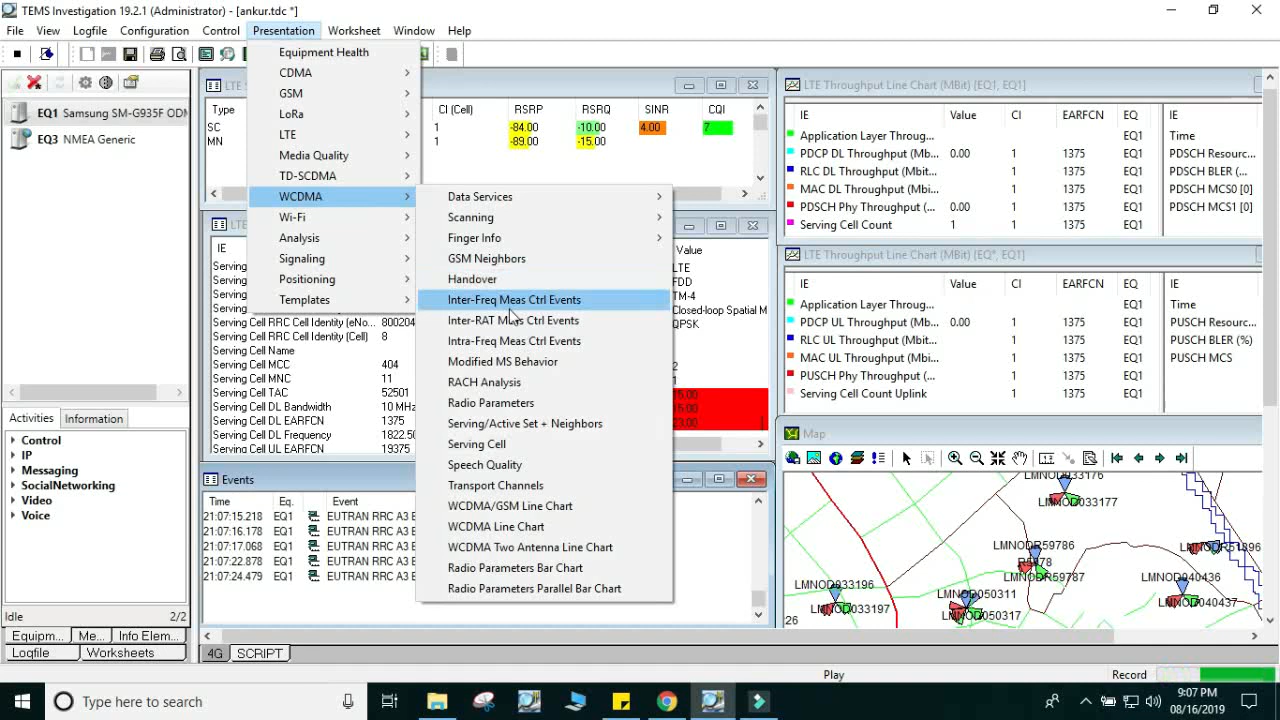 TEMS Investigation 19.2.1 (Administrator) - [ankur.tdc *]
File View Logfile Configuration Control Presentation Worksheet Window Help
EQ1 Samsung SM-G935F ODM
EQ3 NMEA Generic
Activities Information
Control
IP
Messaging
SocialNetworking
Video
Voice
Idle 2/2
Equipm... Me... Info Elem...
Logfile Worksheets
Equipment Health
CDMA
GSM
LoRa
LTE
Media Quality
TD-SCDMA
WCDMA
Wi-Fi
Analysis
Signaling
Positioning
Templates
Data Services
Scanning
Finger Info
GSM Neighbors
Handover
Inter-Freq Meas Ctrl Events
Inter-RAT Meas Ctrl Events
Intra-Freq Meas Ctrl Events
Modified MS Behavior
RACH Analysis
Radio Parameters
Serving/Active Set + Neighbors
Serving Cell
Speech Quality
Transport Channels
WCDMA/GSM Line Chart
WCDMA Line Chart
WCDMA Two Antenna Line Chart
Radio Parameters Bar Chart
Radio Parameters Parallel Bar Chart
LTE
Type CI (Cell) RSRP RSRQ SINR CQI
SC 1 -84.00 -10.00 4.00 7
MN 1 -89.00 -15.00
LTE
IE Value
Serving LTE
Serving FDD
Serving TM-4
Serving Closed-loop Spatial M
Serving Cell RRC Cell Identity (eNo... 800204 QPSK
Serving Cell RRC Cell Identity (Cell) 8
Serving Cell Name
Serving Cell MCC 404 2
Serving Cell MNC 11 1
Serving Cell TAC 52501 15.00
Serving Cell DL Bandwidth 10 MHz 15.00
Serving Cell DL EARFCN 1375 23.00
Serving Cell DL Frequency 1822.50
Serving Cell UL EARFCN 19375
Events
Time Eq. Event
21:07:15.218 EQ1 EUTRAN RRC A3 E
21:07:16.178 EQ1 EUTRAN RRC A3 E
21:07:17.068 EQ1 EUTRAN RRC A3 E
21:07:22.878 EQ1 EUTRAN RRC A3 E
21:07:24.479 EQ1 EUTRAN RRC A3 E
4G SCRIPT
LTE Throughput Line Chart (MBit) [EQ1, EQ1]
IE Value CI EARFCN EQ IE
Application Layer Throug... EQ1 Time
PDCP DL Throughput (Mb... 0.00 1 1375 EQ1 PDSCH Resourc...
RLC DL Throughput (Mbit... 1 1375 EQ1 PDSCH BLER (...
MAC DL Throughput (Mbit... 1 1375 EQ1 PDSCH MCS0 [0]
PDSCH Phy Throughput (... 1 1375 EQ1 PDSCH MCS1 [0]
Serving Cell Count 1 1 1375 EQ1
LTE Throughput Line Chart (MBit) [EQ*, EQ1]
IE Value CI EARFCN EQ IE
Application Layer Throug... EQ1 Time
PDCP UL Throughput (Mb... 0.00 1 1375 EQ1 PUSCH Resourc...
RLC UL Throughput (Mbit... 1 1375 EQ1 PUSCH BLER (%)
MAC UL Throughput (Mbit... 1 1375 EQ1 PUSCH MCS
PUSCH Phy Throughput (... 1 1375 EQ1
Serving Cell Count Uplink 1 1375 EQ1
Map
LMNOD033176
LMNOD033177
LMNODR59786
LMNODR59787
LMNOD033196
LMNOD033197
LMNOD050311
LMNOD050317
LMNOD040436
LMNOD040437
26
Play Record
Type here to search
9:07 PM
08/16/2019